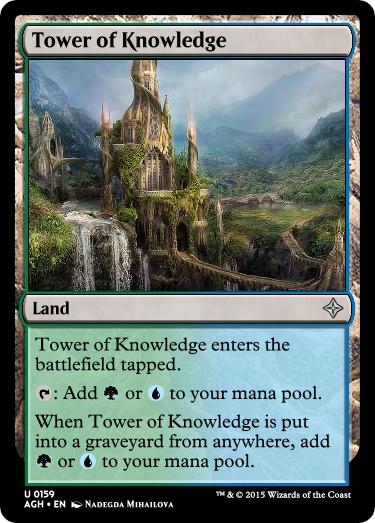 Tower of Knowledge
Land
Tower of Knowledge enters the
battlefield tapped.
: Add or to your mana pool.
When Tower of Knowledge is put
into a graveyard from anywhere, add
or to your mana pool.
U 0159
AGH • EN NADEGDA MIHAILOVA
™ & © 2015 Wizards of the Coast